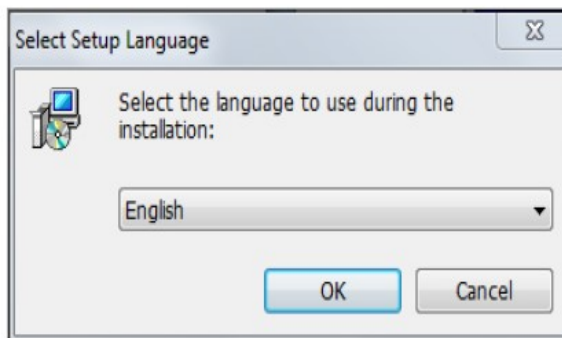 Select Setup Language
Select the language to use during the
installation:
English
OK
Cancel